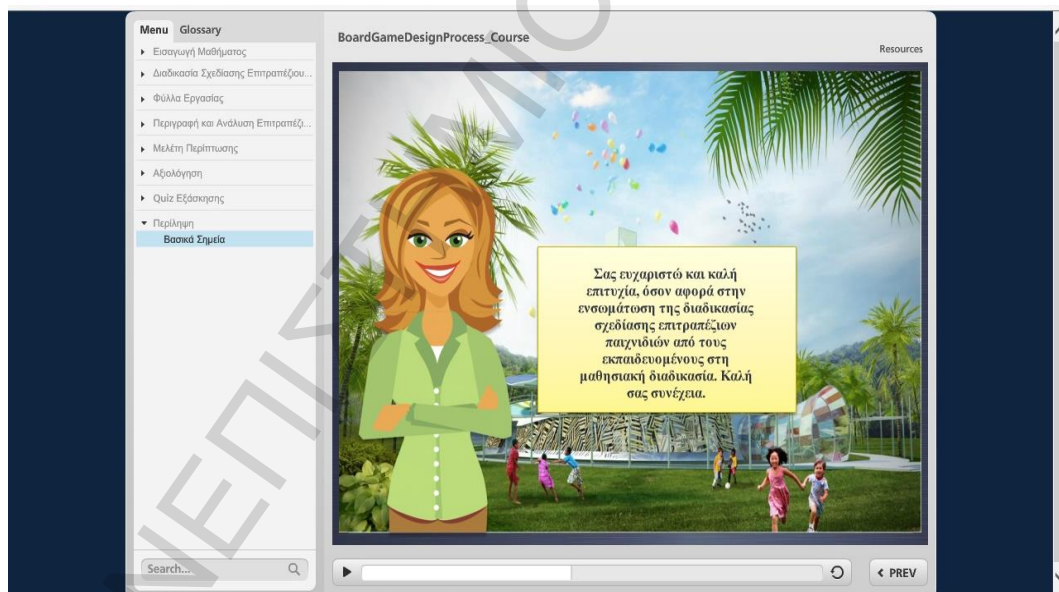 Menu Glossary
Εισαγωγή Μαθήματος
Διαδικασία Σχεδίασης Επιτραπέζιου...
Φύλλα Εργασίας
Περιγραφή και Ανάλυση Επιτραπέζι...
Μελέτη Περίπτωσης
Αξιολόγηση
Quiz Εξάσκησης
Περίληψη
Βασικά Σημεία
Search...
BoardGameDesignProcess_Course
Resources
Σας ευχαριστώ και καλή
επιτυχία, όσον αφορά στην
ενσωμάτωση της διαδικασίας
σχεδίασης επιτραπέζιων
παιχνιδιών από τους
εκπαιδευομένους στη
μαθησιακή διαδικασία. Καλή
σας συνέχεια.
PREV